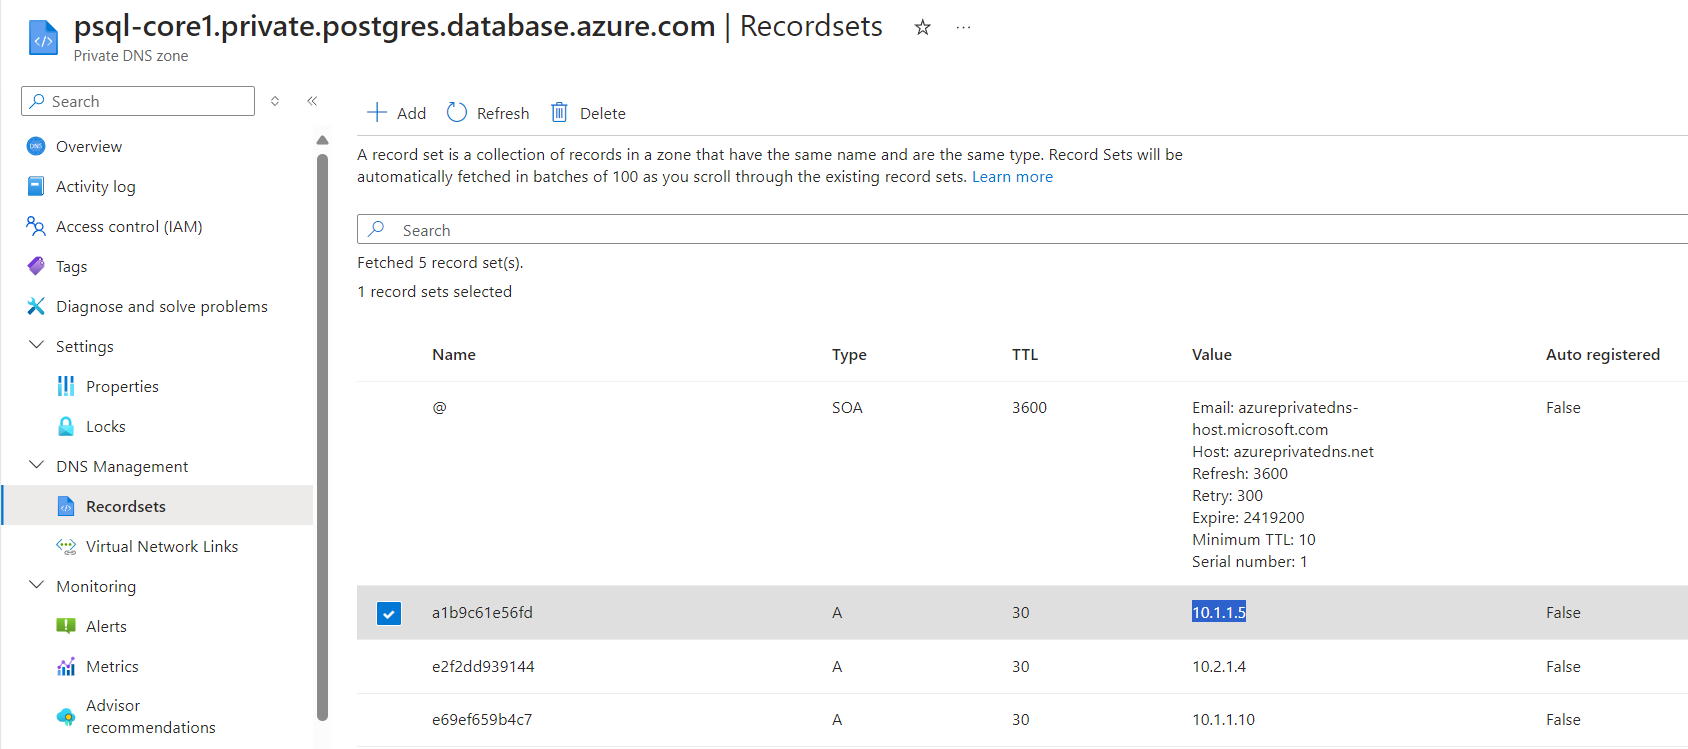 psql-core1.private.postgres.database.azure.com | Recordsets
Private DNS zone
Search
Overview
Activity log
Access control (IAM)
Tags
Diagnose and solve problems
Settings
Properties
Locks
DNS Management
Recordsets
Virtual Network Links
Monitoring
Alerts
Metrics
Advisor
recommendations
Add Refresh Delete
A record set is a collection of records in a zone that have the same name and are the same type. Record Sets will be
automatically fetched in batches of 100 as you scroll through the existing record sets. Learn more
Search
Fetched 5 record set(s).
1 record sets selected
Name Type TTL Value Auto registered
@ SOA 3600 Email: azureprivatedns- False
host.microsoft.com
Host: azureprivatedns.net
Refresh: 3600
Retry: 300
Expire: 2419200
Minimum TTL: 10
Serial number: 1
a1b9c61e56fd A 30 10.1.1.5 False
e2f2dd939144 A 30 10.2.1.4 False
e69ef659b4c7 A 30 10.1.1.10 False